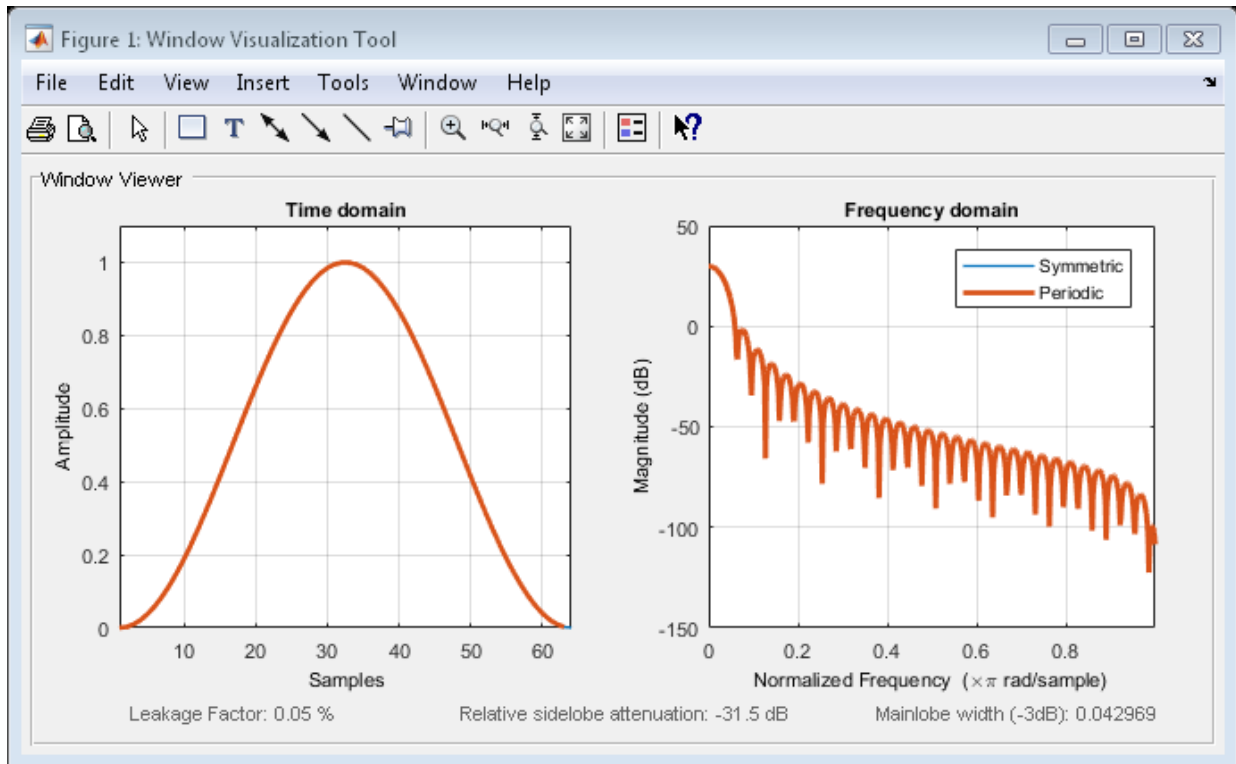 Figure 1: Window Visualization Tool
File Edit View Insert Tools Window Help
T
?
Window Viewer
Time domain
1
0.8
0.6
0.4
0.2
0
Amplitude
10 20 30 40 50 60
Samples
Frequency domain
Symmetric
Periodic
50
0
-50
-100
-150
Magnitude (dB)
0 0.2 0.4 0.6 0.8
Normalized Frequency (×π rad/sample)
Leakage Factor: 0.05 % Relative sidelobe attenuation: -31.5 dB Mainlobe width (-3dB): 0.042969